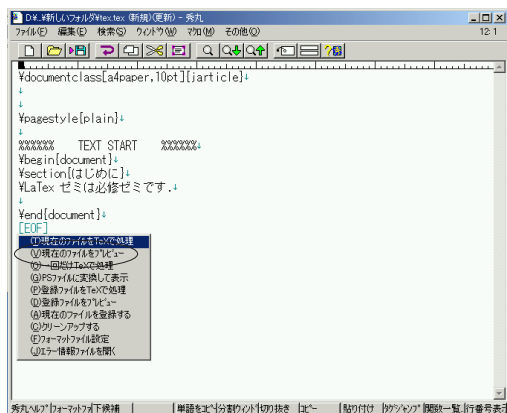 D:¥_¥新しいフォルダ¥tex.tex (新規)(更新) - 秀丸
ファイル(F) 編集(E) 検索(S) ウィンドウ(W) マクロ(M) その他(O) 12:1
¥documentclass[a4paper,10pt][jarticle}↓
↓
↓
¥pagestyle{plain}↓
↓
%%%%%% TEXT START %%%%%%↓
¥begin{document}↓
¥section{はじめに}↓
¥LaTex ゼミは必修ゼミです.↓
↓
¥end{document}↓
[EOF]
(T)現在のファイルをTeXで処理
(V)現在のファイルをプレビュー
(O)一回だけTeXで処理
(G)PSファイルに変換して表示
(P)登録ファイルをTeXで処理
(D)登録ファイルをプレビュー
(A)現在のファイルを登録する
(C)クリーンアップする
(F)フォーマットファイル設定
(J)エラー情報ファイルを開く
秀丸ヘルプ フォーマットファ 下候補 単語をコピ 分割ウィンド 切り抜き コピー 貼り付け タグジャンプ 関数一覧. 行番号表示